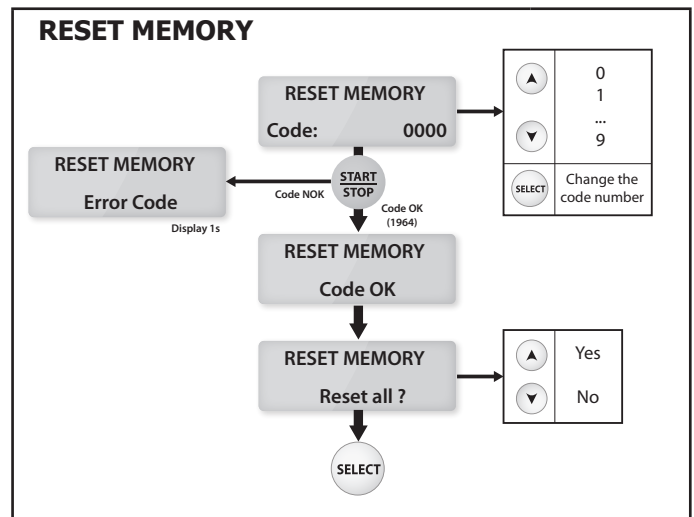 RESET MEMORY
RESET MEMORY
Code: 0000
0
1
...
9
SELECT
Change the
code number
START
STOP
Code NOK
RESET MEMORY
Error Code
Display 1s
Code OK
(1964)
RESET MEMORY
Code OK
RESET MEMORY
Reset all ?
Yes
No
SELECT